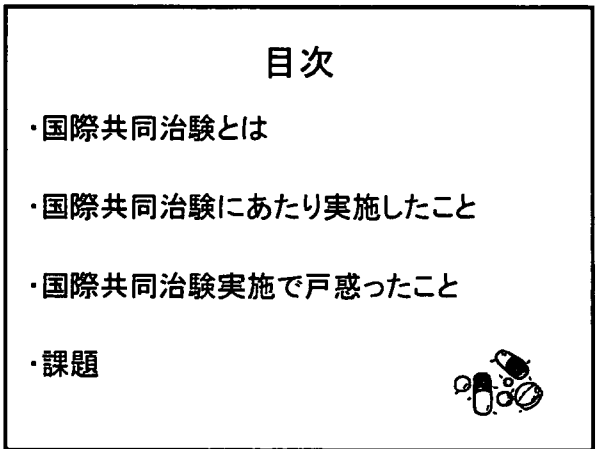 目次
・国際共同治験とは
・国際共同治験にあたり実施したこと
・国際共同治験実施で戸惑ったこと
・課題